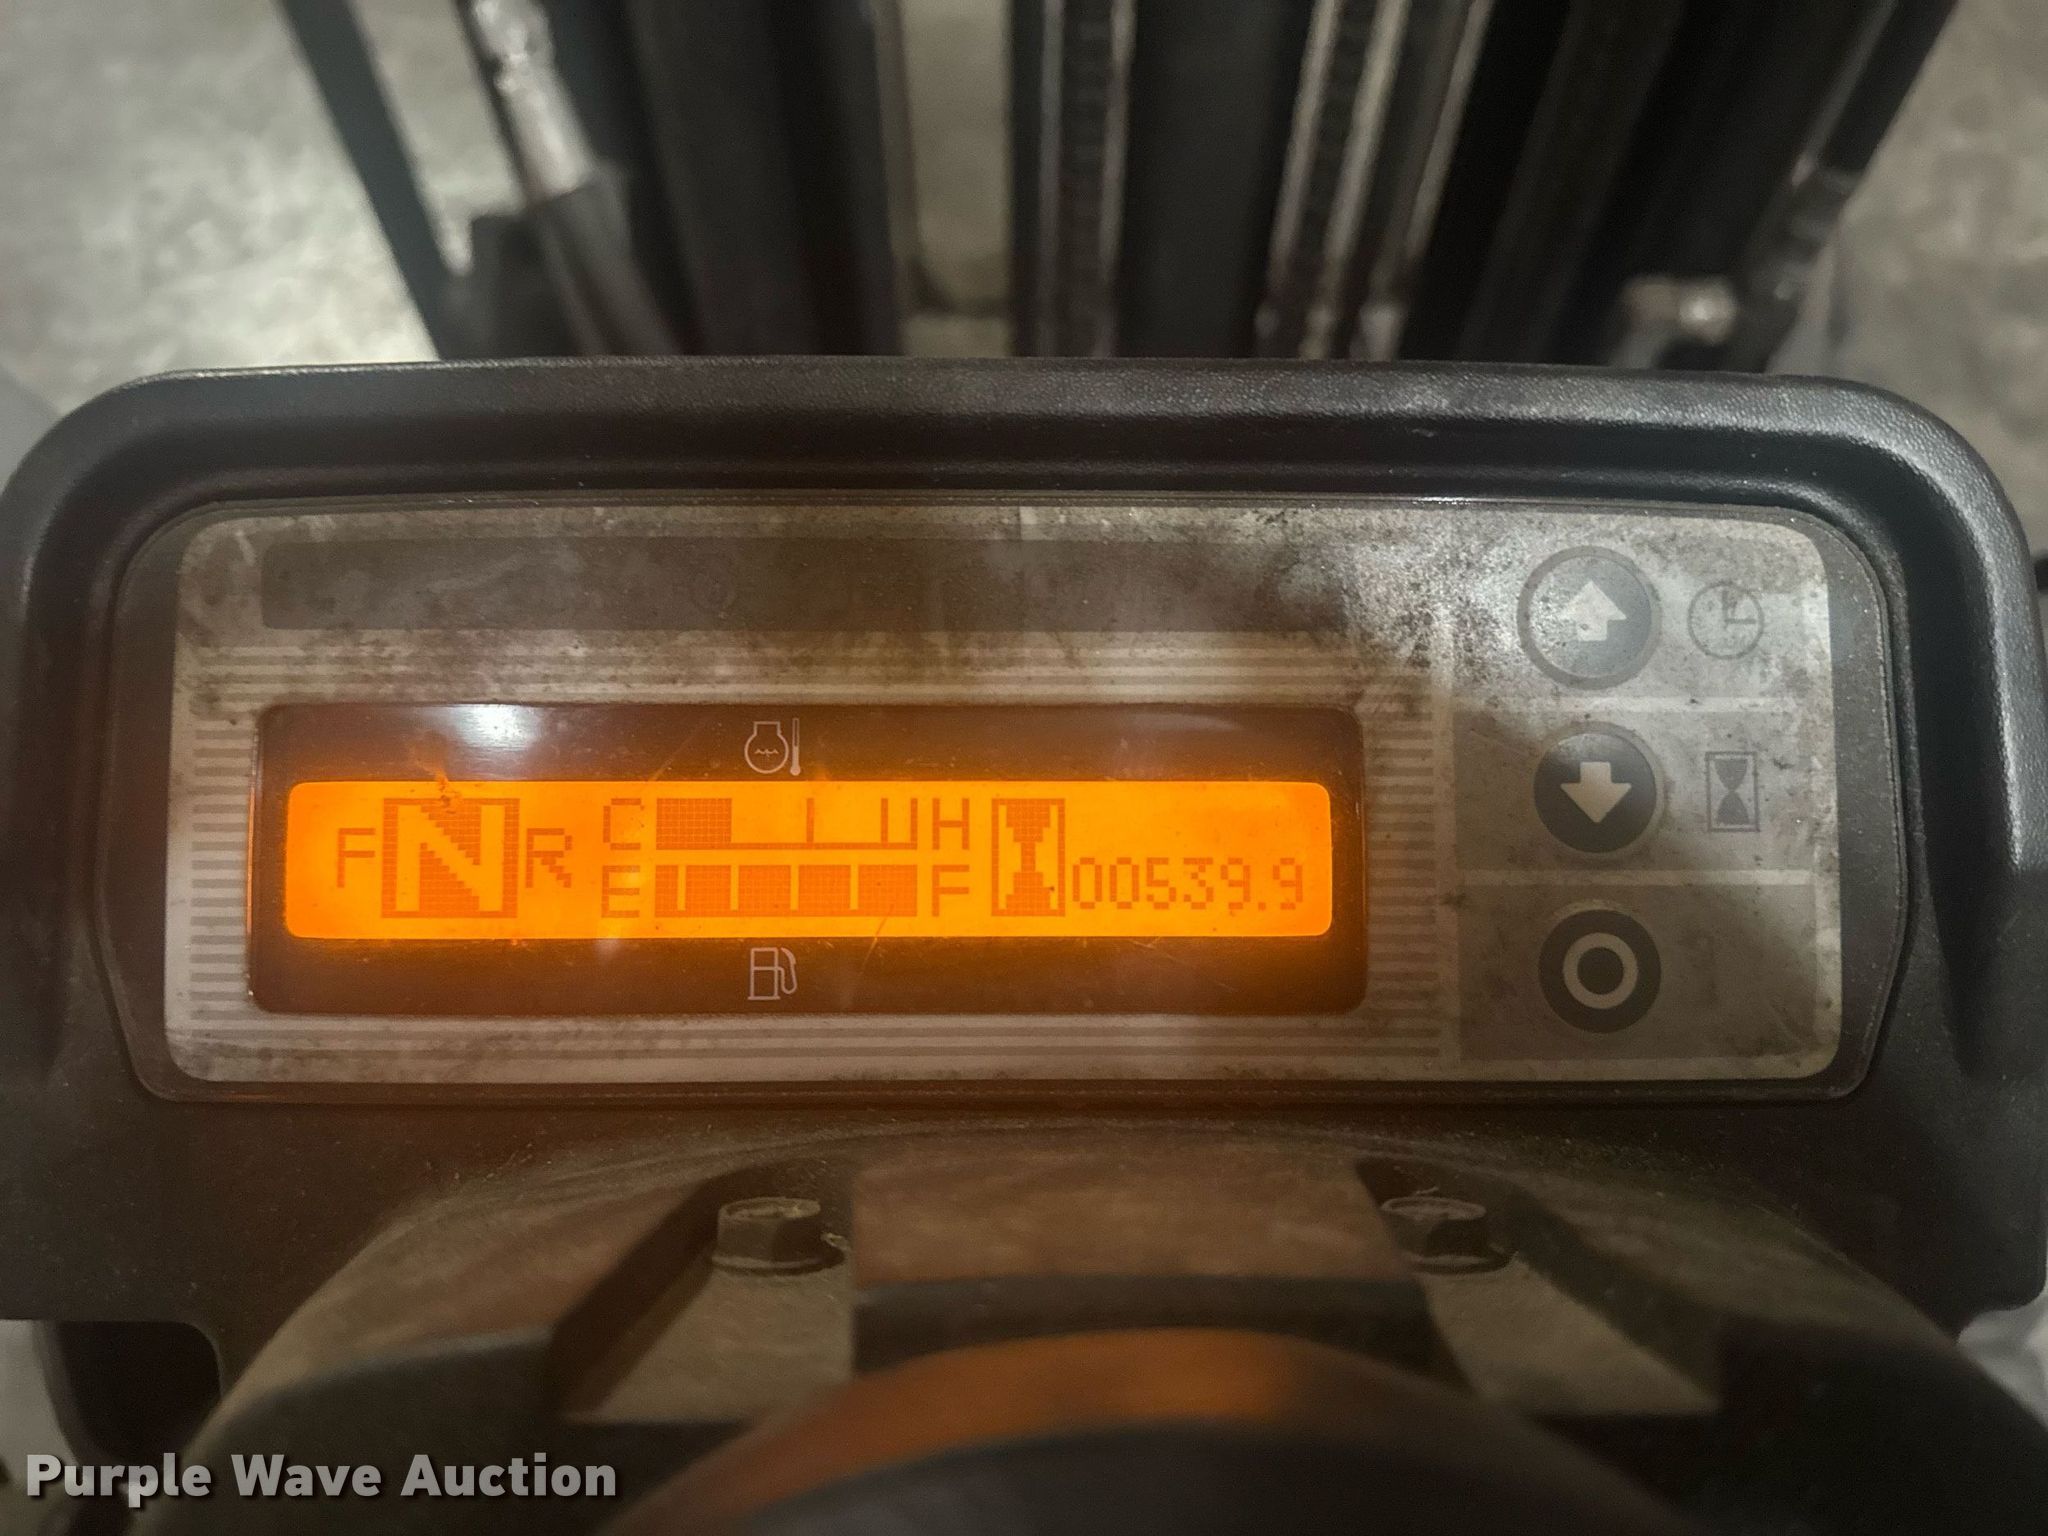 F N R C H 00539.9
E F
Purple Wave Auction